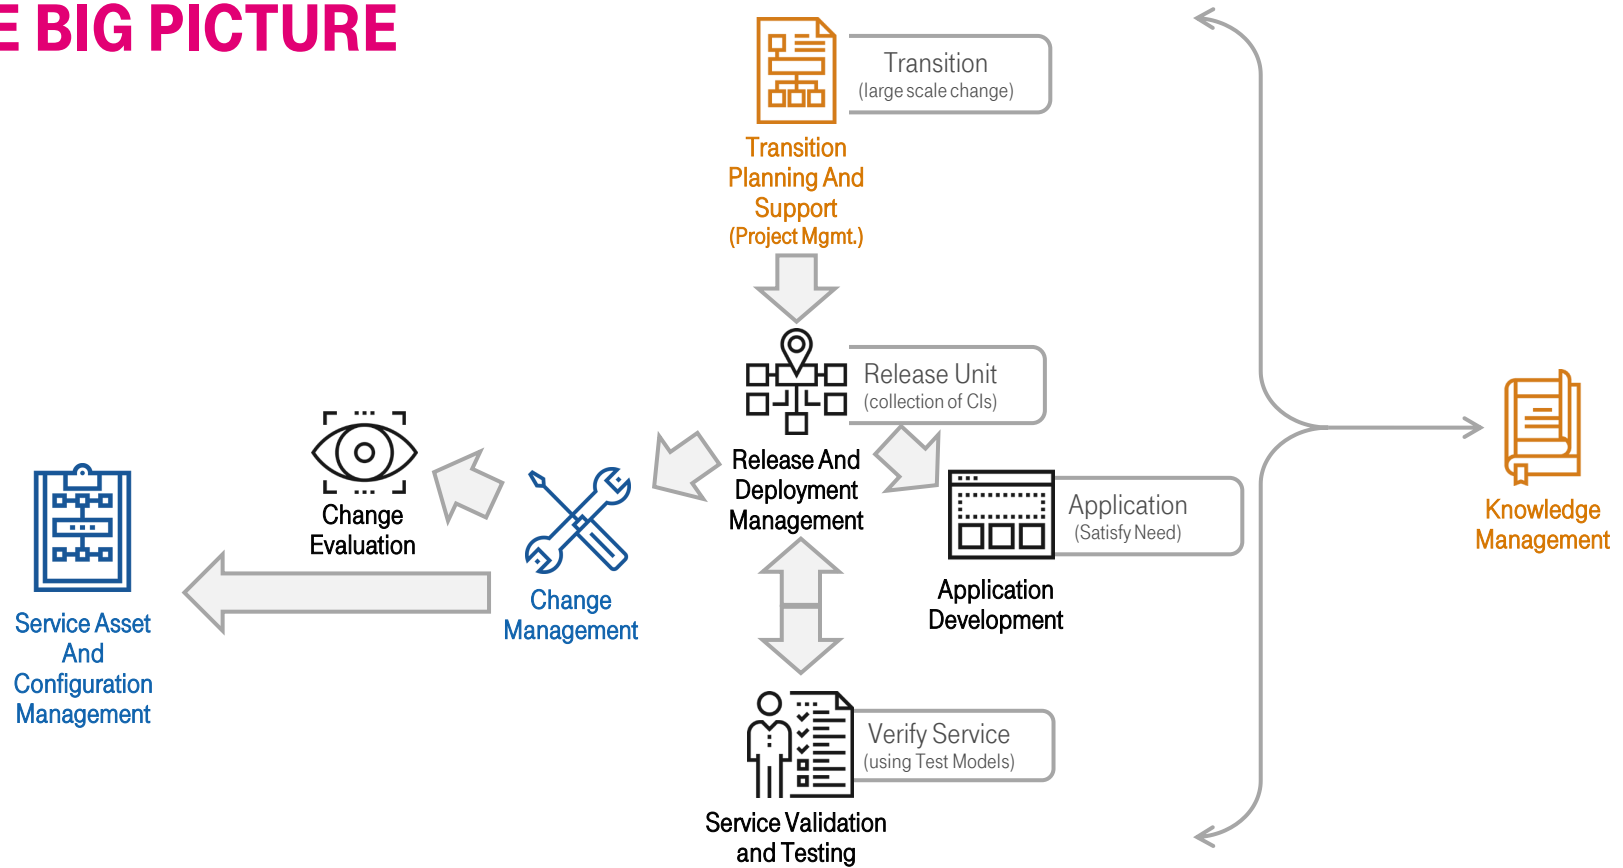 E BIG PICTURE
Transition
(large scale change)
Transition
Planning And
Support
(Project Mgmt.)
Release Unit
(collection of CIs)
Release And
Deployment
Management
Change
Evaluation
Change
Management
Service Asset
And
Configuration
Management
Application
(Satisfy Need)
Application
Development
Knowledge
Management
Verify Service
(using Test Models)
Service Validation
and Testing